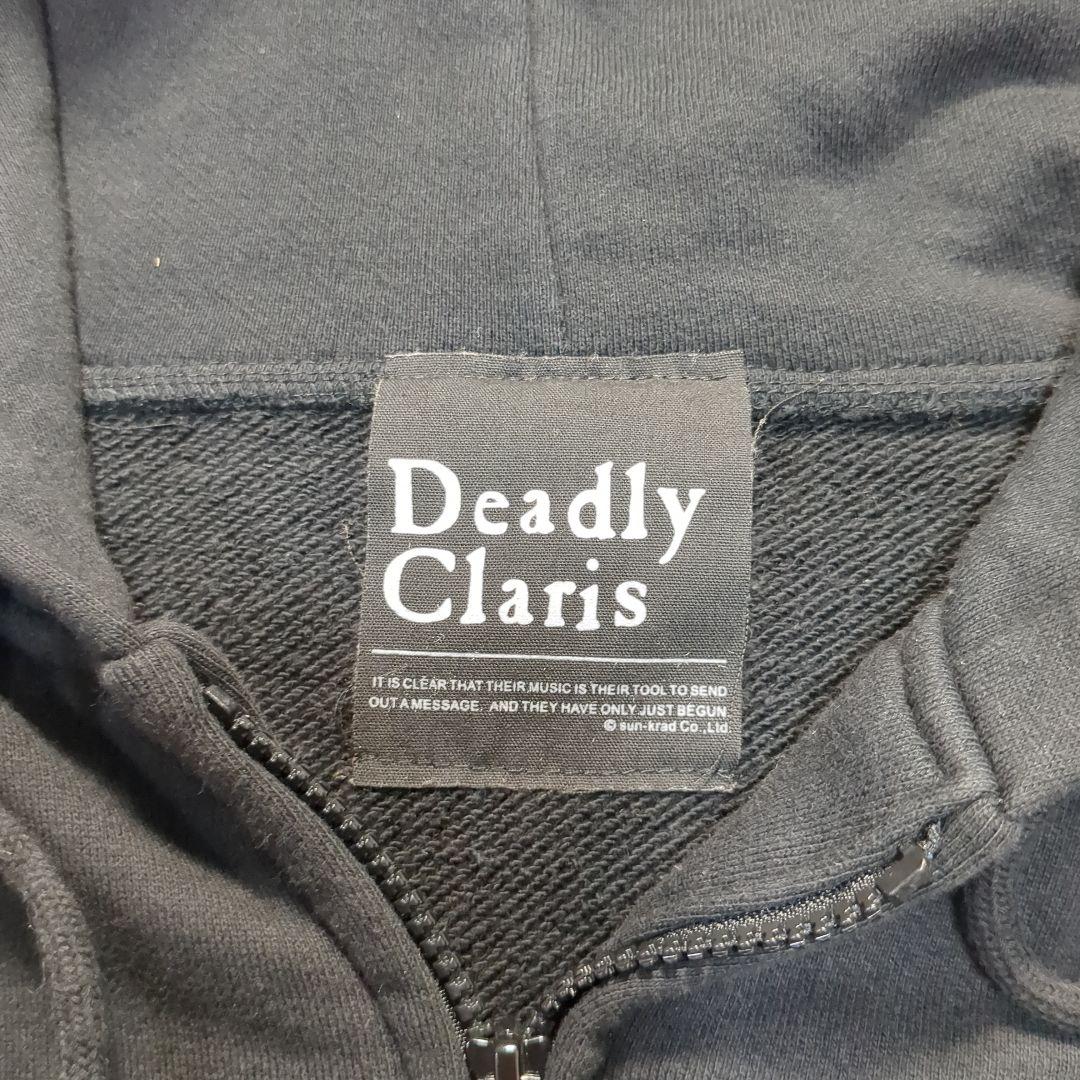 Deadly
Claris
IT IS CLEAR THAT THEIR MUSIC IS THEIR TOOL TO SEND
OUT A MESSAGE. AND THEY HAVE ONLY JUST BEGUN
© sun-krad Co.,Ltd